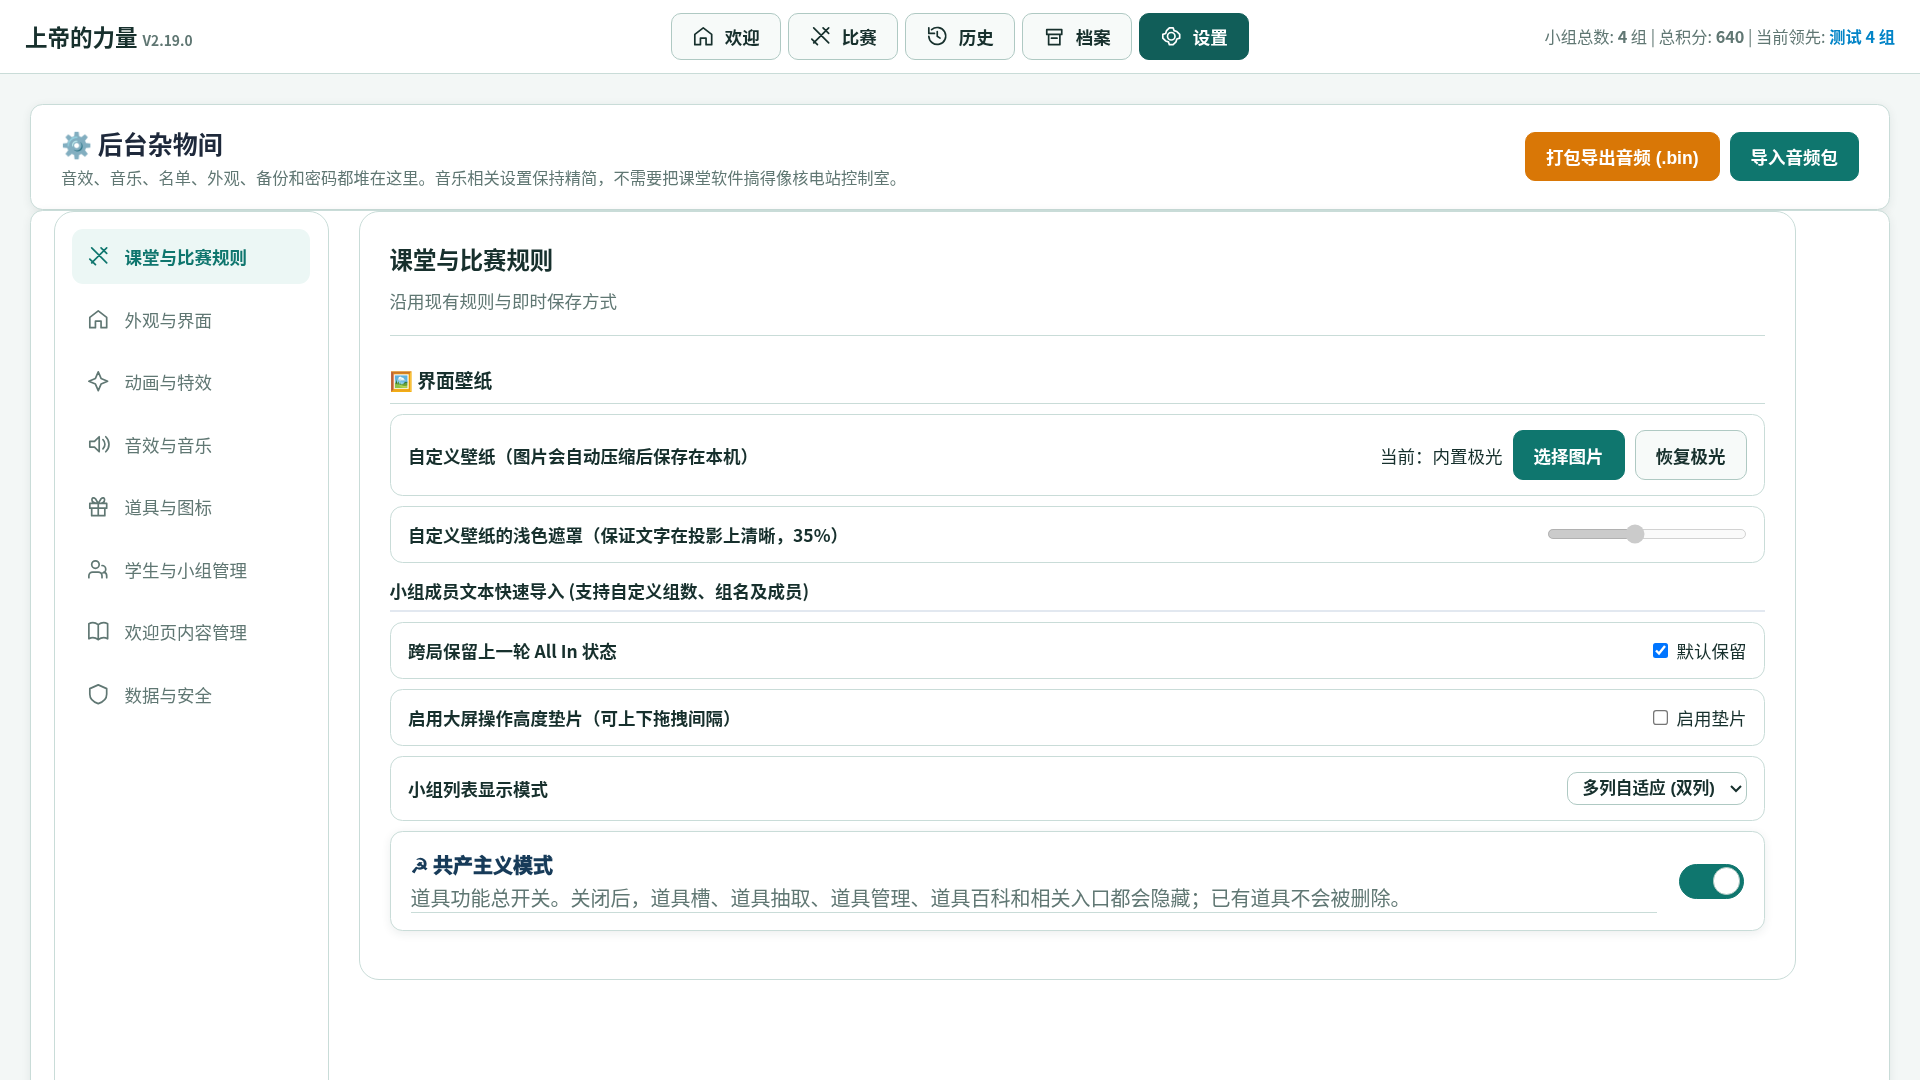 上帝的力量 V2.19.0
欢迎
比赛
历史
档案
设置
小组总数: 4 组 | 总积分: 640 | 当前领先: 测试 4 组
后台杂物间
音效、音乐、名单、外观、备份和密码都堆在这里。音乐相关设置保持精简，不需要把课堂软件搞得像核电站控制室。
打包导出音频 (.bin)
导入音频包
课堂与比赛规则
外观与界面
动画与特效
音效与音乐
道具与图标
学生与小组管理
欢迎页内容管理
数据与安全
课堂与比赛规则
沿用现有规则与即时保存方式
界面壁纸
自定义壁纸（图片会自动压缩后保存在本机）
当前：内置极光
选择图片
恢复极光
自定义壁纸的浅色遮罩（保证文字在投影上清晰，35%）
小组成员文本快速导入 (支持自定义组数、组名及成员)
跨局保留上一轮 All In 状态
默认保留
启用大屏操作高度垫片（可上下拖拽间隔）
启用垫片
小组列表显示模式
多列自适应 (双列)
☭ 共产主义模式
道具功能总开关。关闭后，道具槽、道具抽取、道具管理、道具百科和相关入口都会隐藏；已有道具不会被删除。